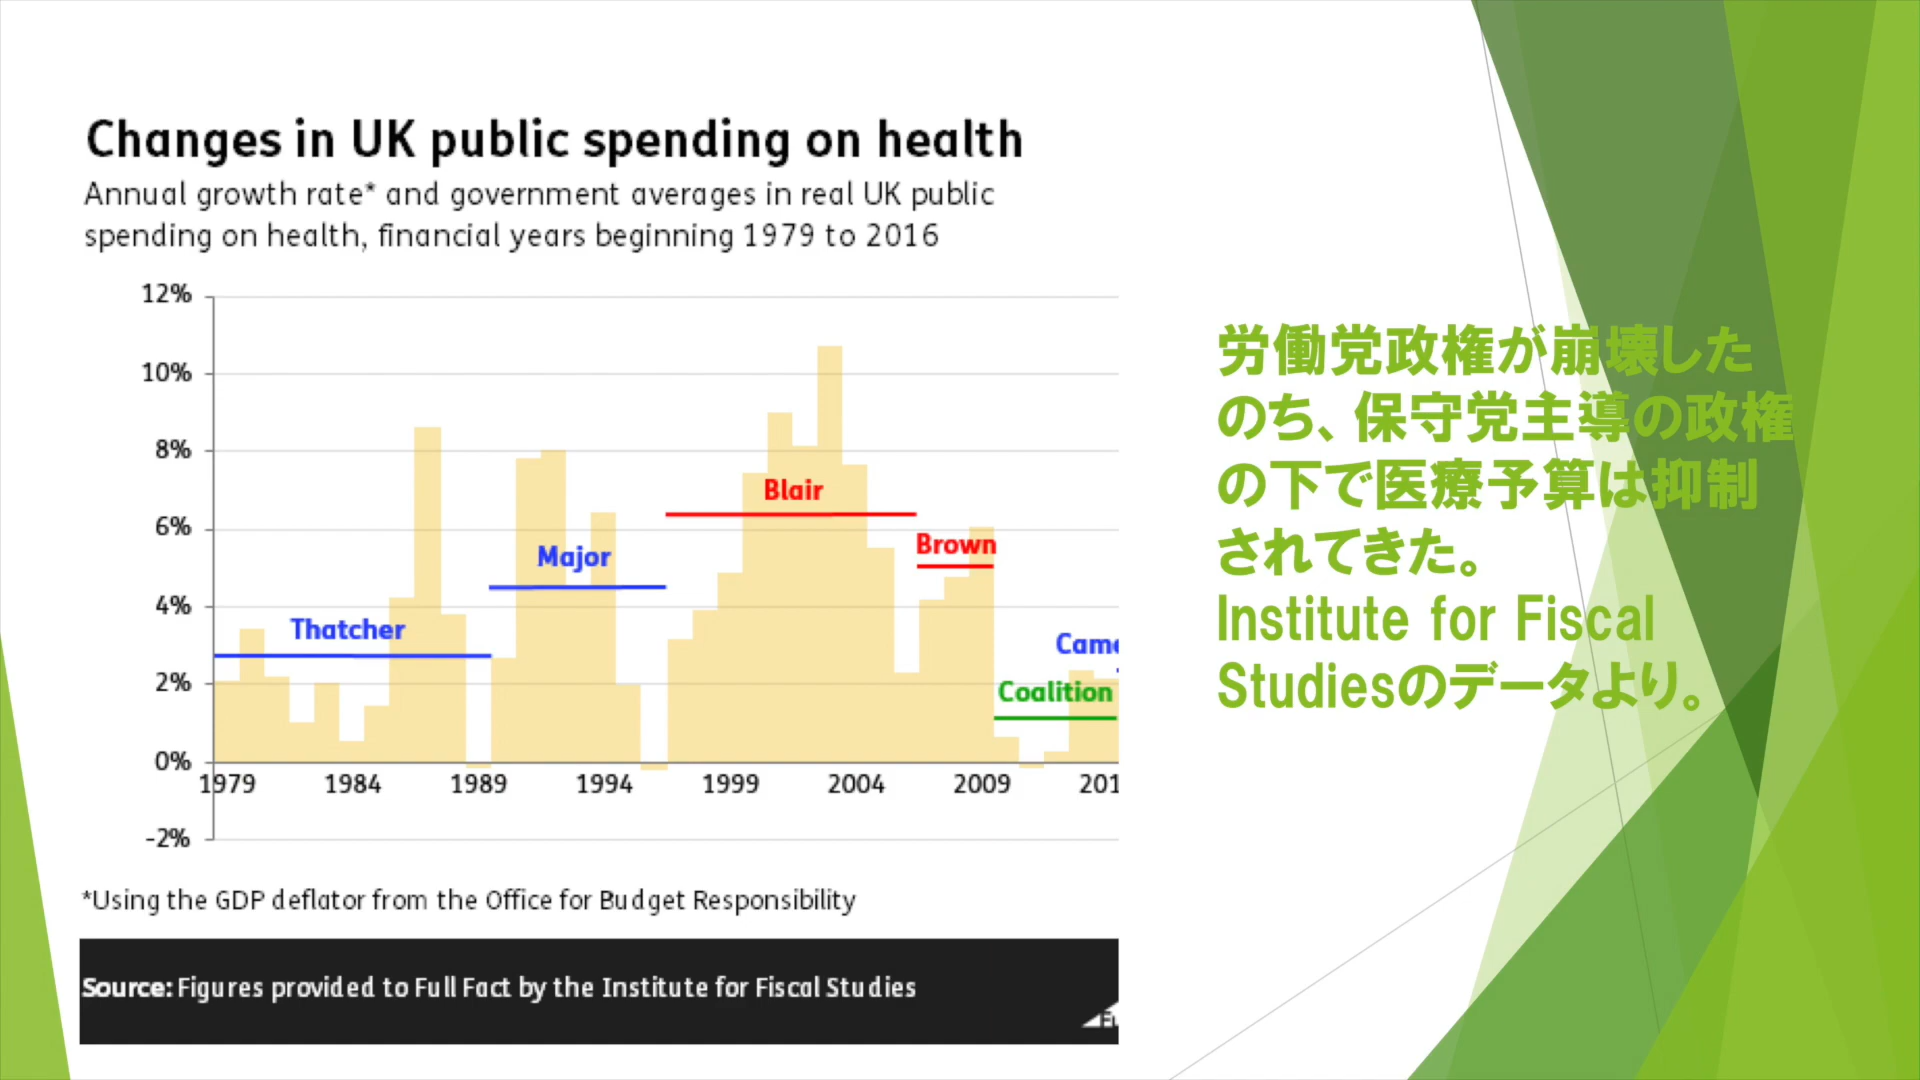 Changes in UK public spending on health
Annual growth rate* and government averages in real UK public
spending on health, financial years beginning 1979 to 2016
12%
10%
8%
6%
4%
2%
0%
-2%
Thatcher
Major
Blair
Brown
Coalition
Came
1979 1984 1989 1994 1999 2004 2009 201
*Using the GDP deflator from the Office for Budget Responsibility
Source: Figures provided to Full Fact by the Institute for Fiscal Studies
労働党政権が崩壊した
のち、保守党主導の政権
の下で医療予算は抑制
されてきた。
Institute for Fiscal
Studiesのデータより。